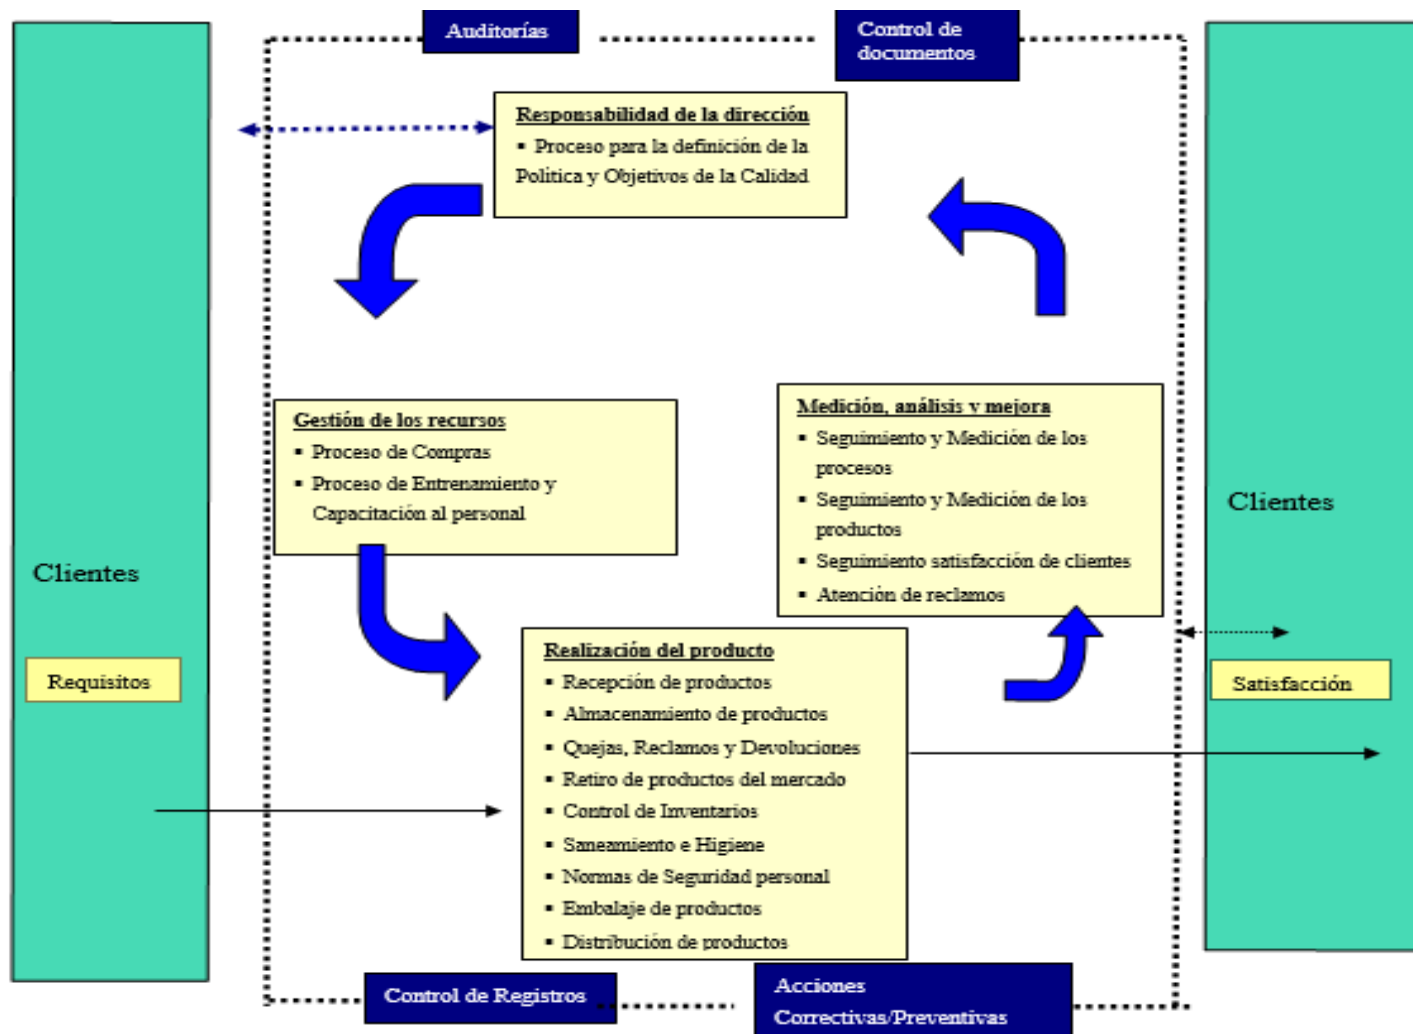 Auditorías
Control de
documentos
Responsabilidad de la dirección
▪ Proceso para la definición de la
Política y Objetivos de la Calidad
Gestión de los recursos
▪ Proceso de Compras
▪ Proceso de Entrenamiento y
Capacitación al personal
Medición, análisis y mejora
▪ Seguimiento y Medición de los
procesos
▪ Seguimiento y Medición de los
productos
▪ Seguimiento satisfacción de clientes
▪ Atención de reclamos
Clientes
Requisitos
Clientes
Satisfacción
Realización del producto
▪ Recepción de productos
▪ Almacenamiento de productos
▪ Quejas, Reclamos y Devoluciones
▪ Retiro de productos del mercado
▪ Control de Inventarios
▪ Saneamiento e Higiene
▪ Normas de Seguridad personal
▪ Embalaje de productos
▪ Distribución de productos
Control de Registros
Acciones
Correctivas/Preventivas